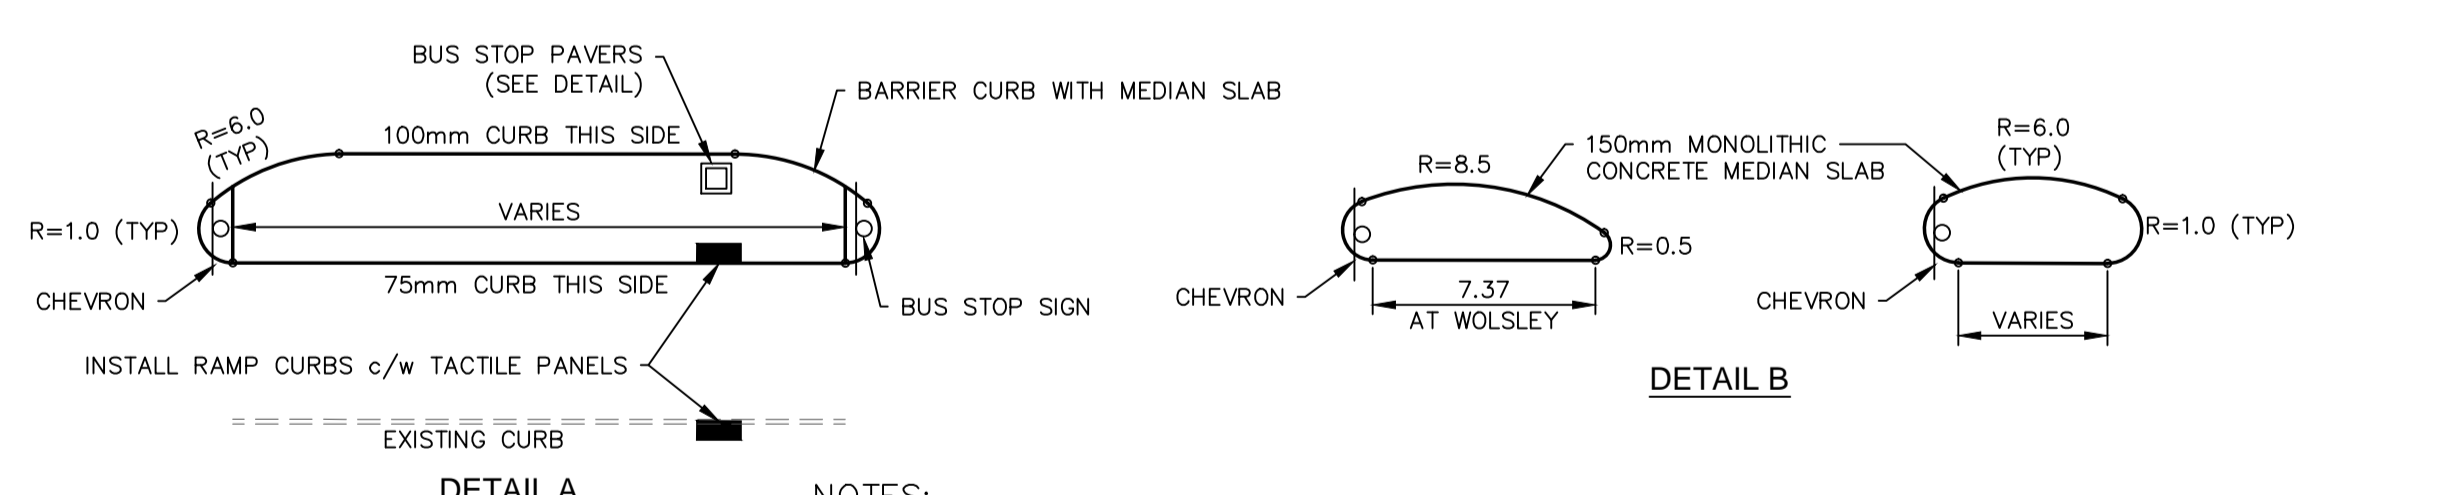 BUS STOP PAVERS
(SEE DETAIL)
BARRIER CURB WITH MEDIAN SLAB
R=6.0
(TYP)
100mm CURB THIS SIDE
VARIES
R=1.0 (TYP)
75mm CURB THIS SIDE
CHEVRON
BUS STOP SIGN
INSTALL RAMP CURBS c/w TACTILE PANELS
EXISTING CURB
DETAIL A
NOTES:
R=8.5
150mm MONOLITHIC
CONCRETE MEDIAN SLAB
R=6.0
(TYP)
R=0.5
R=1.0 (TYP)
CHEVRON
7.37
AT WOLSLEY
CHEVRON
VARIES
DETAIL B